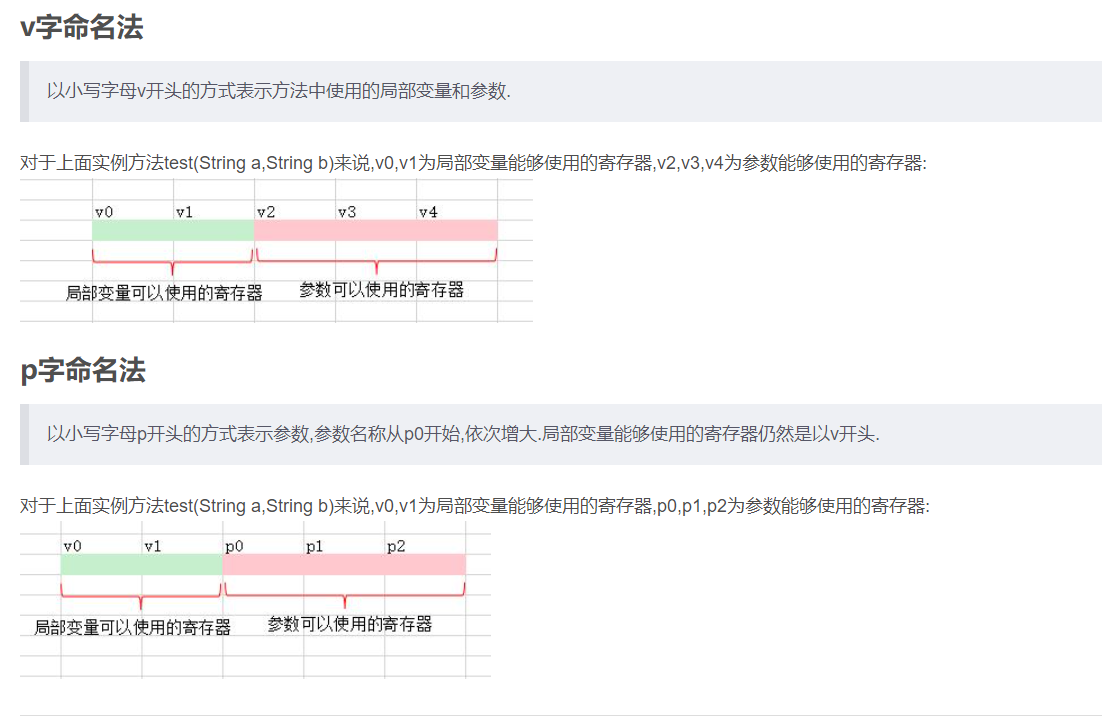 v字命名法
以小写字母v开头的方式表示方法中使用的局部变量和参数.
对于上面实例方法test(String a,String b)来说,v0,v1为局部变量能够使用的寄存器,v2,v3,v4为参数能够使用的寄存器:
v0 v1 v2 v3 v4
局部变量可以使用的寄存器 参数可以使用的寄存器
p字命名法
以小写字母p开头的方式表示参数,参数名称从p0开始,依次增大.局部变量能够使用的寄存器仍然是以v开头.
对于上面实例方法test(String a,String b)来说,v0,v1为局部变量能够使用的寄存器,p0,p1,p2为参数能够使用的寄存器:
v0 v1 p0 p1 p2
局部变量可以使用的寄存器 参数可以使用的寄存器